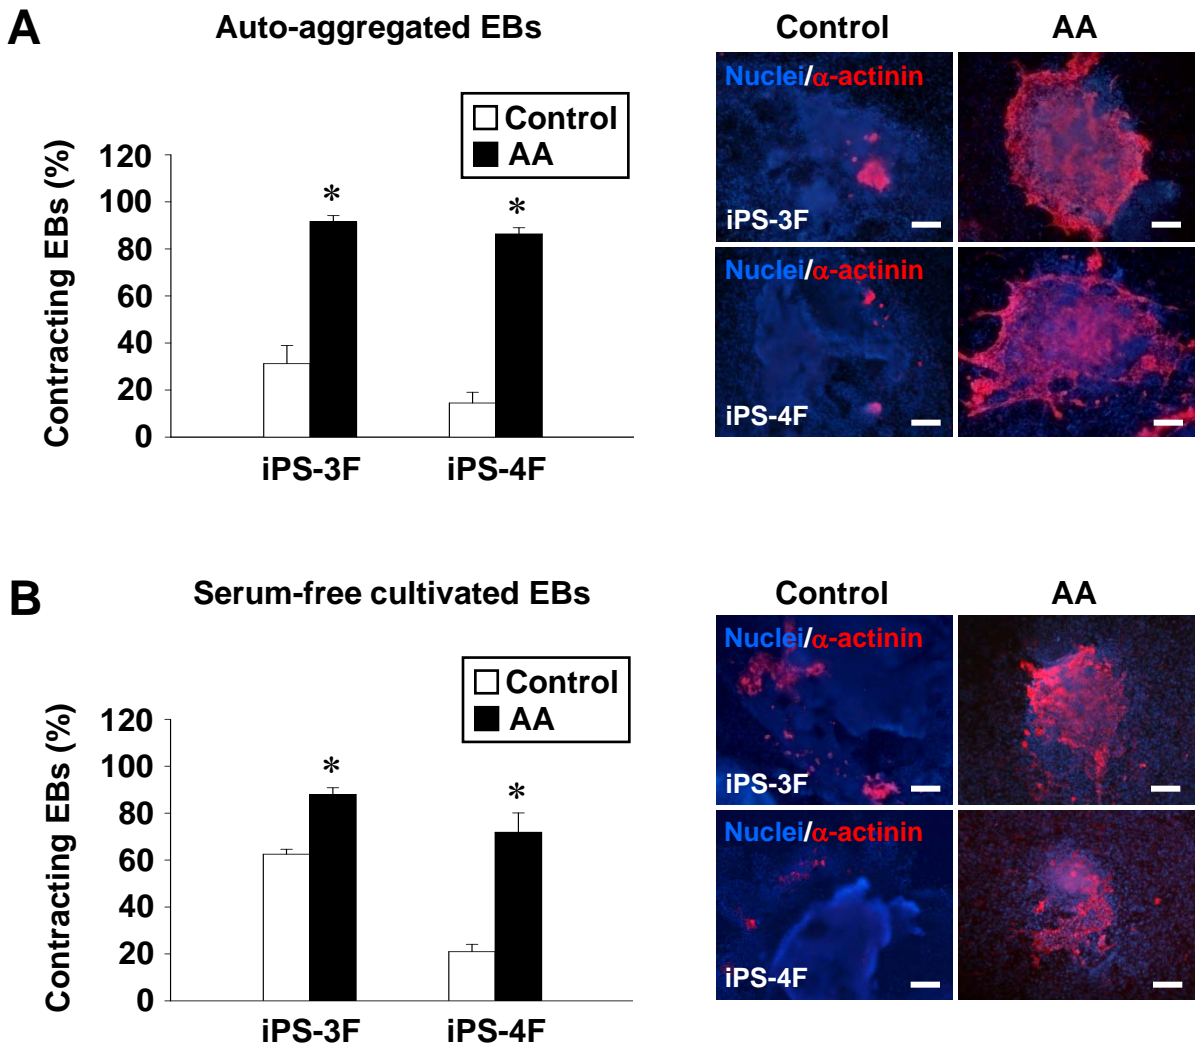 A
Auto-aggregated EBs
Control
AA
Control
AA
Contracting EBs (%)
120
100
80
60
40
20
0
*
*
iPS-3F
iPS-4F
Nuclei/α-actinin
iPS-3F
Nuclei/α-actinin
iPS-4F
B
Serum-free cultivated EBs
Control
AA
Control
AA
Contracting EBs (%)
120
100
80
60
40
20
0
*
*
iPS-3F
iPS-4F
Nuclei/α-actinin
iPS-3F
Nuclei/α-actinin
iPS-4F